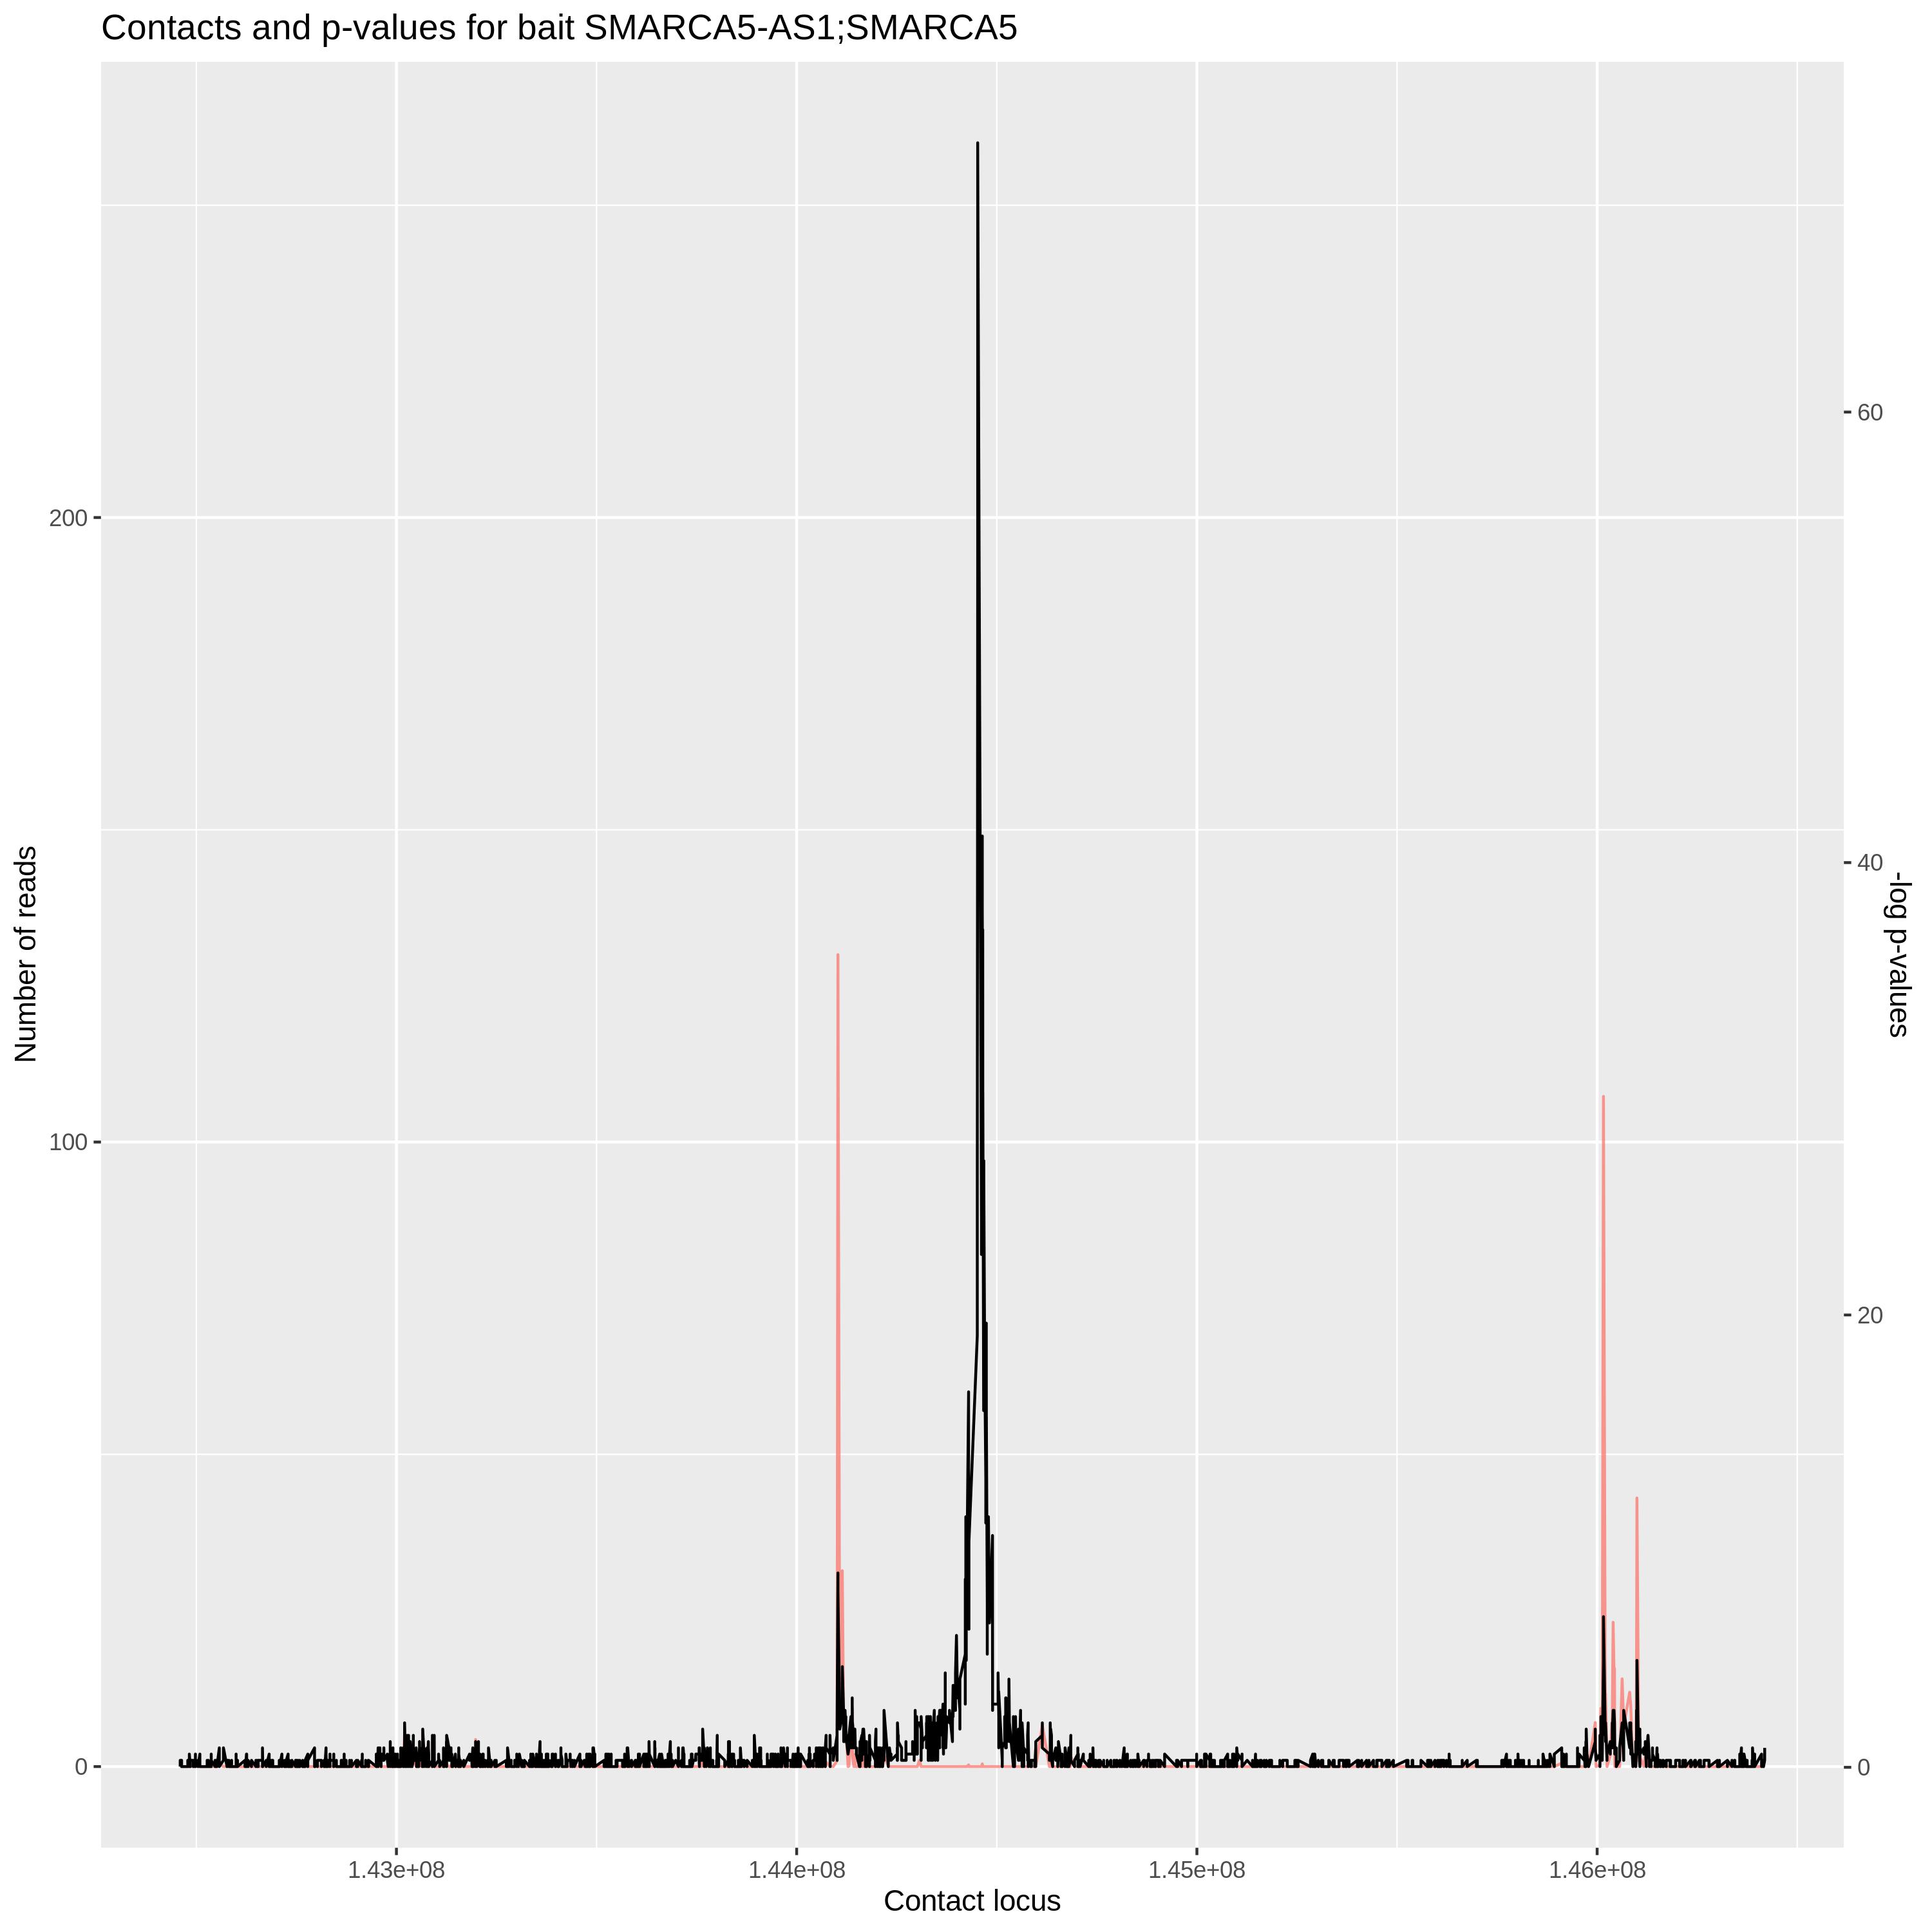 Contacts and p-values for bait SMARCA5-AS1;SMARCA5
Number of reads
200
100
0
60
40
20
0
-log p-values
1.43e+08
1.44e+08
1.45e+08
1.46e+08
Contact locus